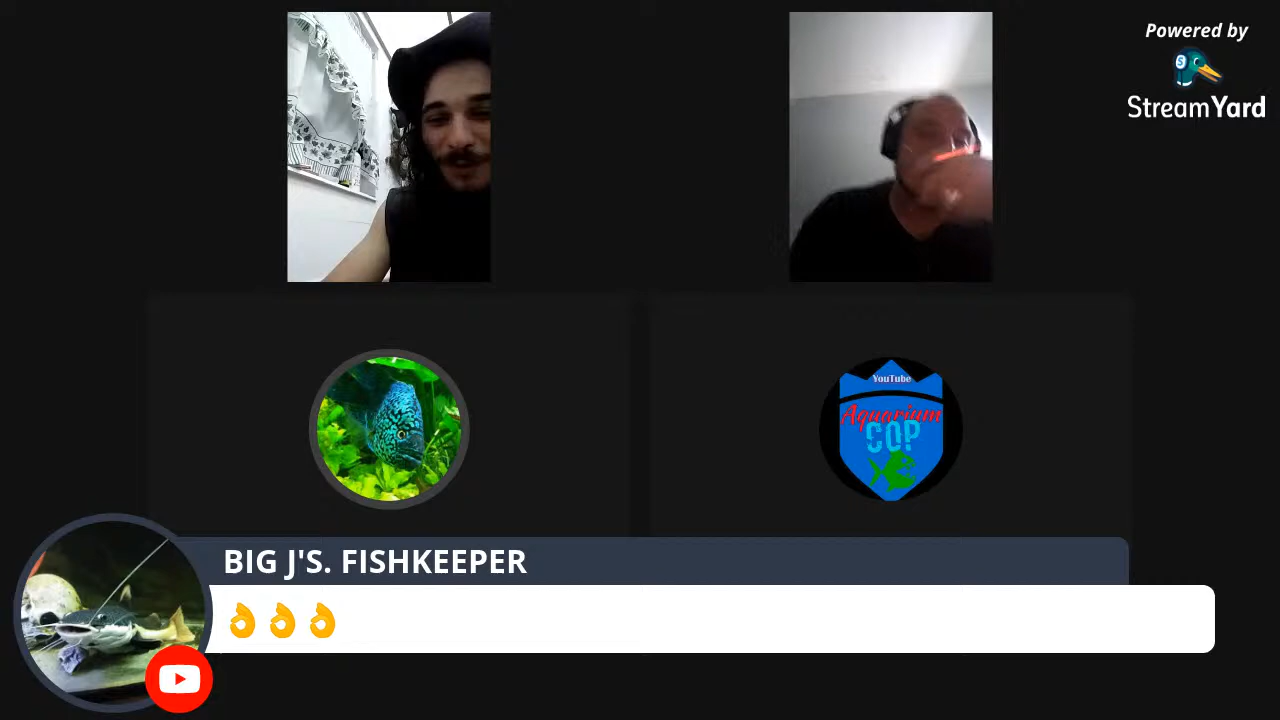 Powered by
StreamYard
YouTube
Aquarium
COP
BIG J'S. FISHKEEPER
👌👌👌